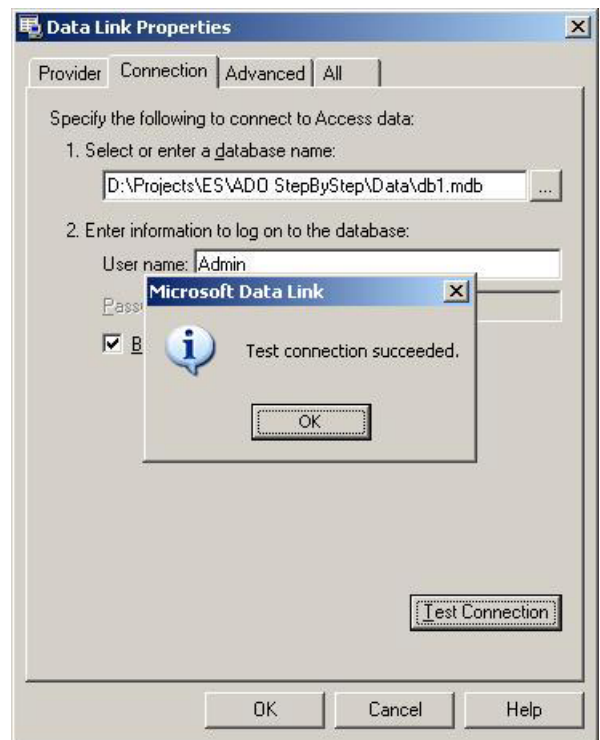 Data Link Properties
Provider Connection Advanced All
Specify the following to connect to Access data:
1. Select or enter a database name:
D:\Projects\ES\ADO StepByStep\Data\db1.mdb ...
2. Enter information to log on to the database:
User name: Admin
Microsoft Data Link
Test connection succeeded.
OK
Test Connection
OK Cancel Help